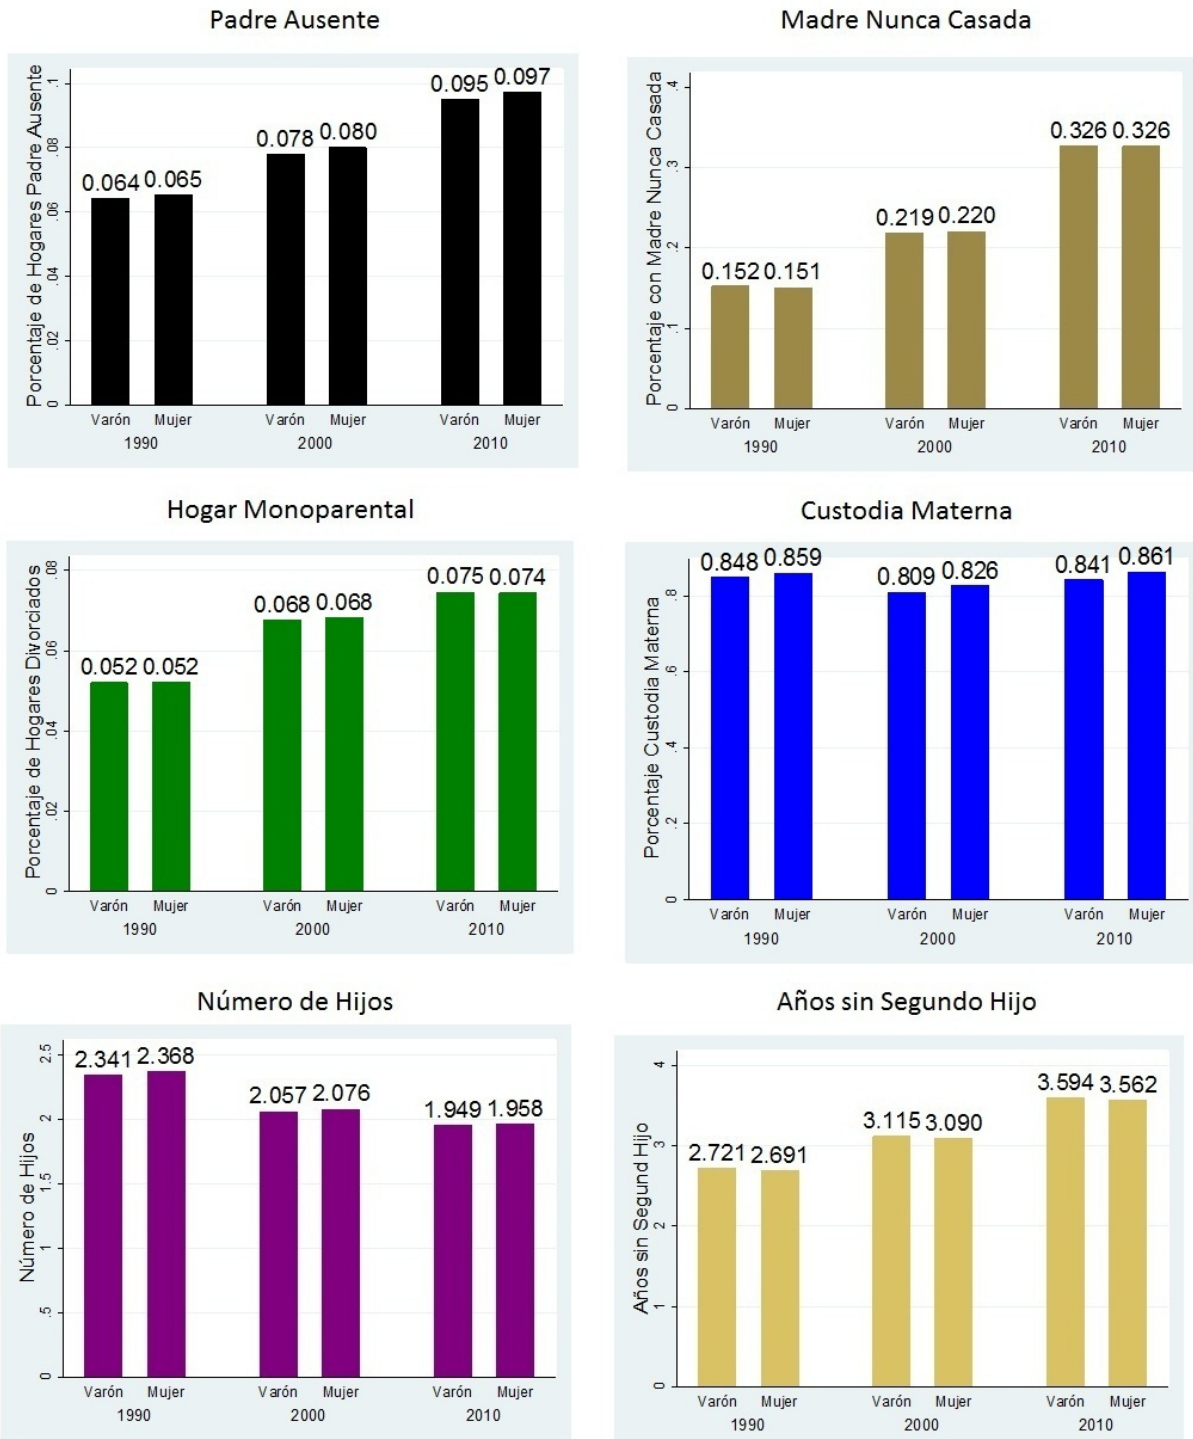 Padre Ausente
Porcentaje de Hogares Padre Ausente
.1
.08
.06
.04
.02
0
0.064 0.065
0.078 0.080
0.095 0.097
Varón Mujer Varón Mujer Varón Mujer
1990 2000 2010
Madre Nunca Casada
Porcentaje con Madre Nunca Casada
.4
.3
.2
.1
0
0.152 0.151
0.219 0.220
0.326 0.326
Varón Mujer Varón Mujer Varón Mujer
1990 2000 2010
Hogar Monoparental
Porcentaje de Hogares Divorciados
.08
.06
.04
.02
0
0.052 0.052
0.068 0.068
0.075 0.074
Varón Mujer Varón Mujer Varón Mujer
1990 2000 2010
Custodia Materna
Porcentaje Custodia Materna
.8
.6
.4
.2
0
0.848 0.859
0.809 0.826
0.841 0.861
Varón Mujer Varón Mujer Varón Mujer
1990 2000 2010
Número de Hijos
Número de Hijos
2.5
2
1.5
1
.5
0
2.341 2.368
2.057 2.076
1.949 1.958
Varón Mujer Varón Mujer Varón Mujer
1990 2000 2010
Años sin Segundo Hijo
Años sin Segund Hijo
4
3
2
1
0
2.721 2.691
3.115 3.090
3.594 3.562
Varón Mujer Varón Mujer Varón Mujer
1990 2000 2010